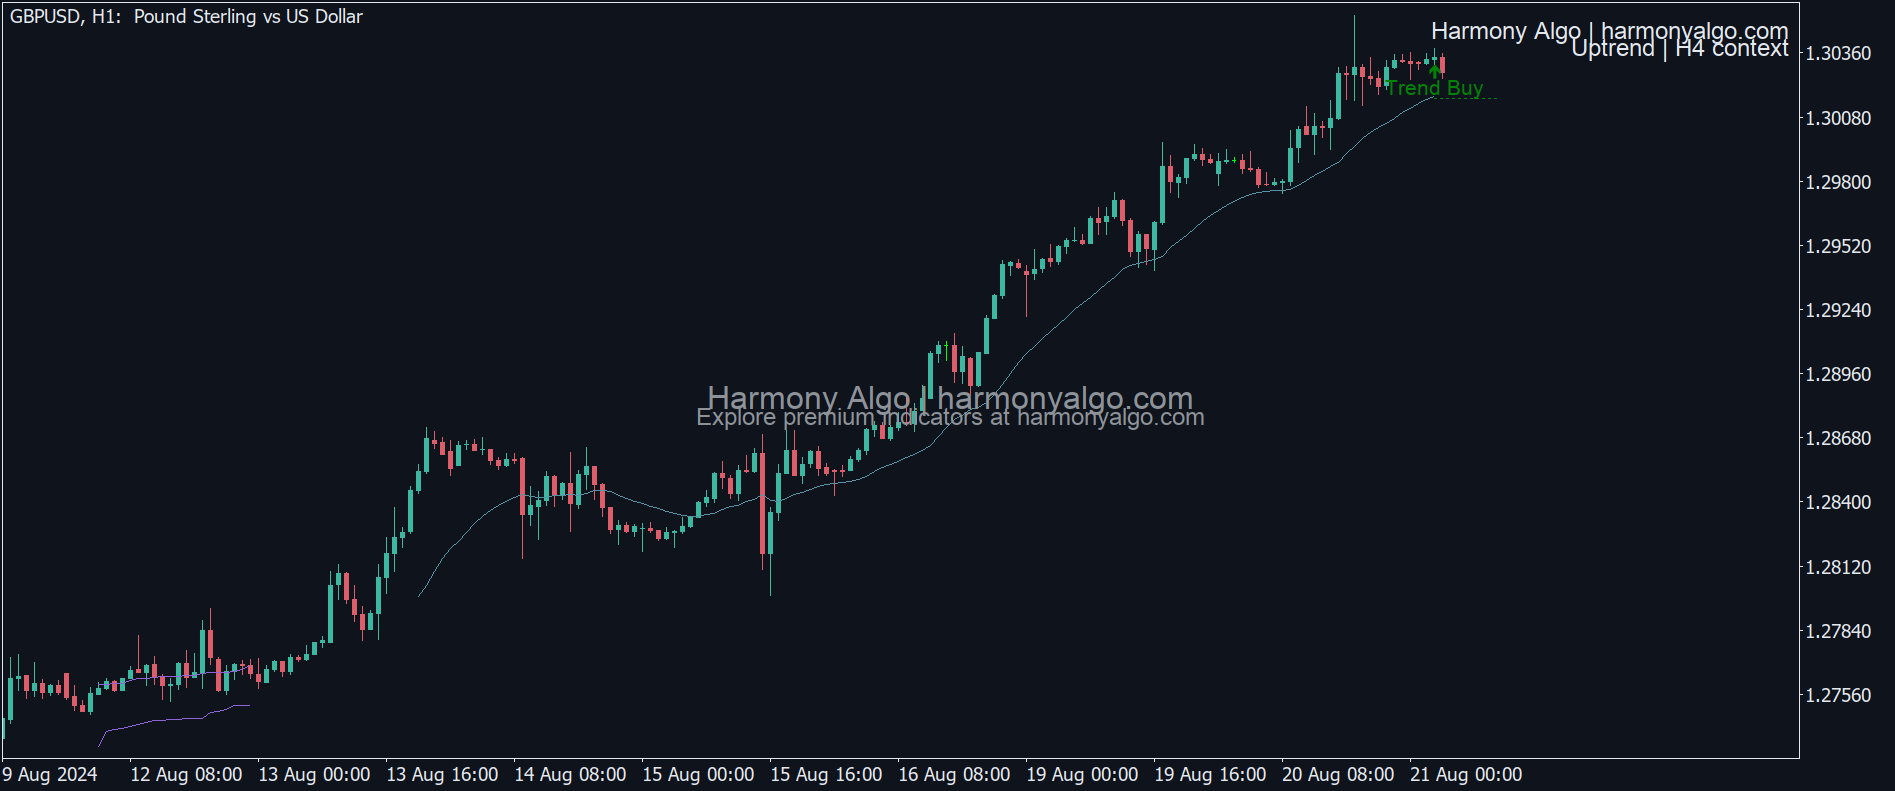 GBPUSD, H1: Pound Sterling vs US Dollar
Harmony Algo | harmonyalgo.com
Uptrend | H4 context
1.30360
Trend Buy
1.30080
1.29800
1.29520
1.29240
1.28960
Harmony Algo | harmonyalgo.com
Explore premium indicators at harmonyalgo.com
1.28680
1.28400
1.28120
1.27840
1.27560
9 Aug 2024 12 Aug 08:00 13 Aug 00:00 13 Aug 16:00 14 Aug 08:00 15 Aug 00:00 15 Aug 16:00 16 Aug 08:00 19 Aug 00:00 19 Aug 16:00 20 Aug 08:00 21 Aug 00:00